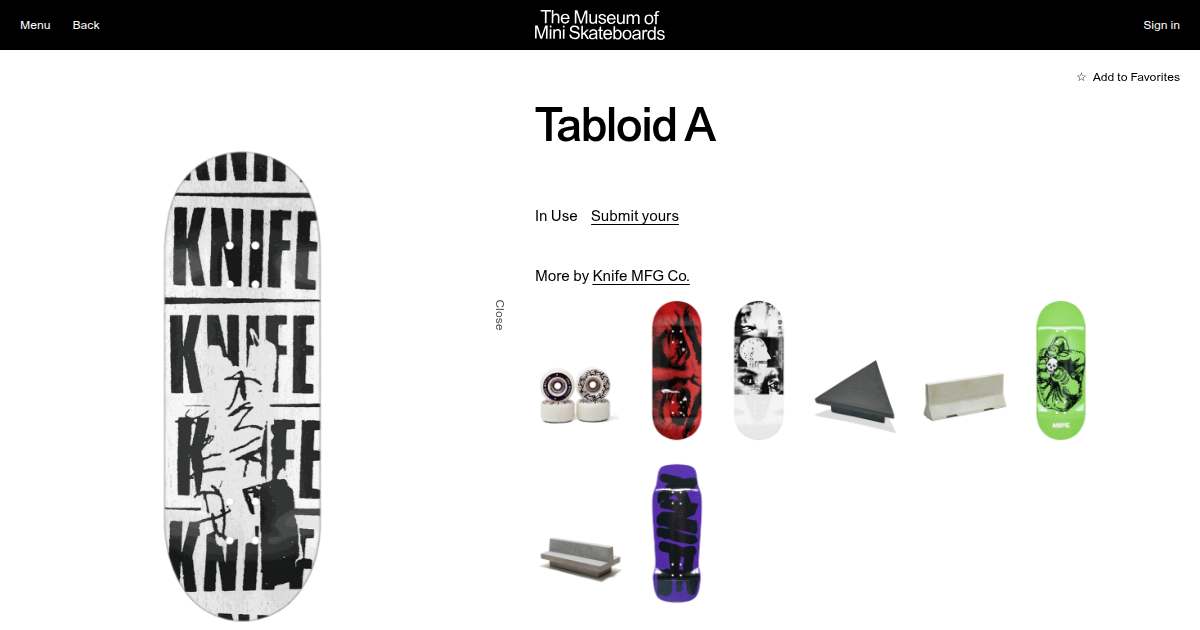 Menu
Back
The Museum of
Mini Skateboards
Sign in
☆ Add to Favorites
Tabloid A
In Use
Submit yours
More by Knife MFG Co.
Close
KNIFE
KNIFE
KNIFE
KNIFE